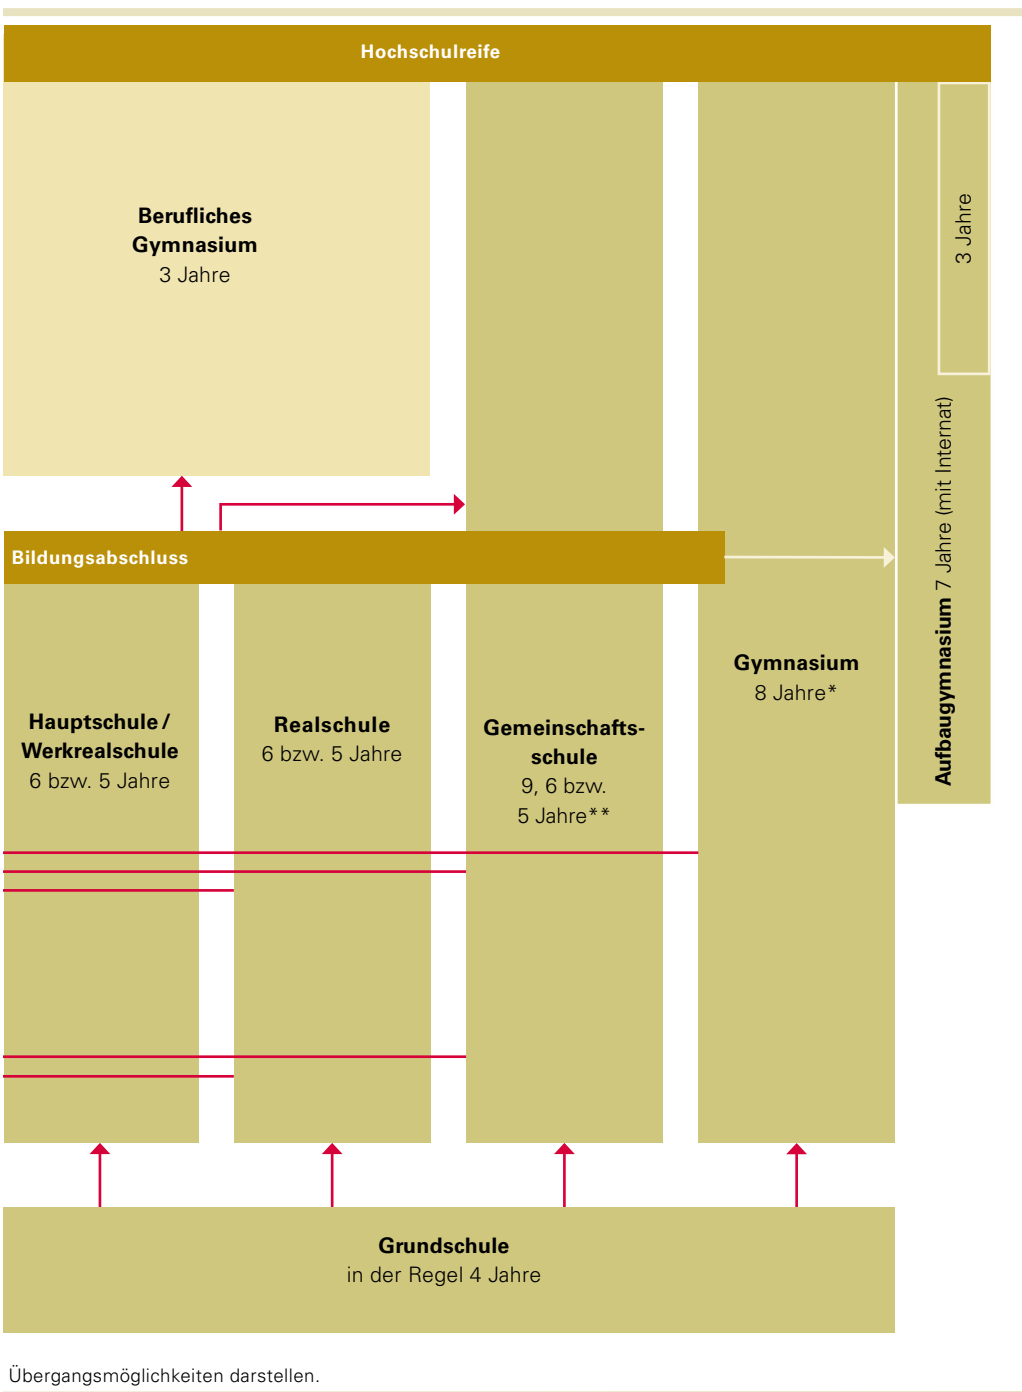 Hochschulreife
Berufliches
Gymnasium
3 Jahre
3 Jahre
Aufbaugymnasium 7 Jahre (mit Internat)
Bildungsabschluss
Gymnasium
8 Jahre*
Hauptschule /
Werkrealschule
6 bzw. 5 Jahre
Realschule
6 bzw. 5 Jahre
Gemeinschafts-
schule
9, 6 bzw.
5 Jahre**
Grundschule
in der Regel 4 Jahre
Übergangsmöglichkeiten darstellen.